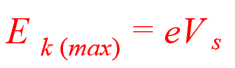 E k (max) = eV s